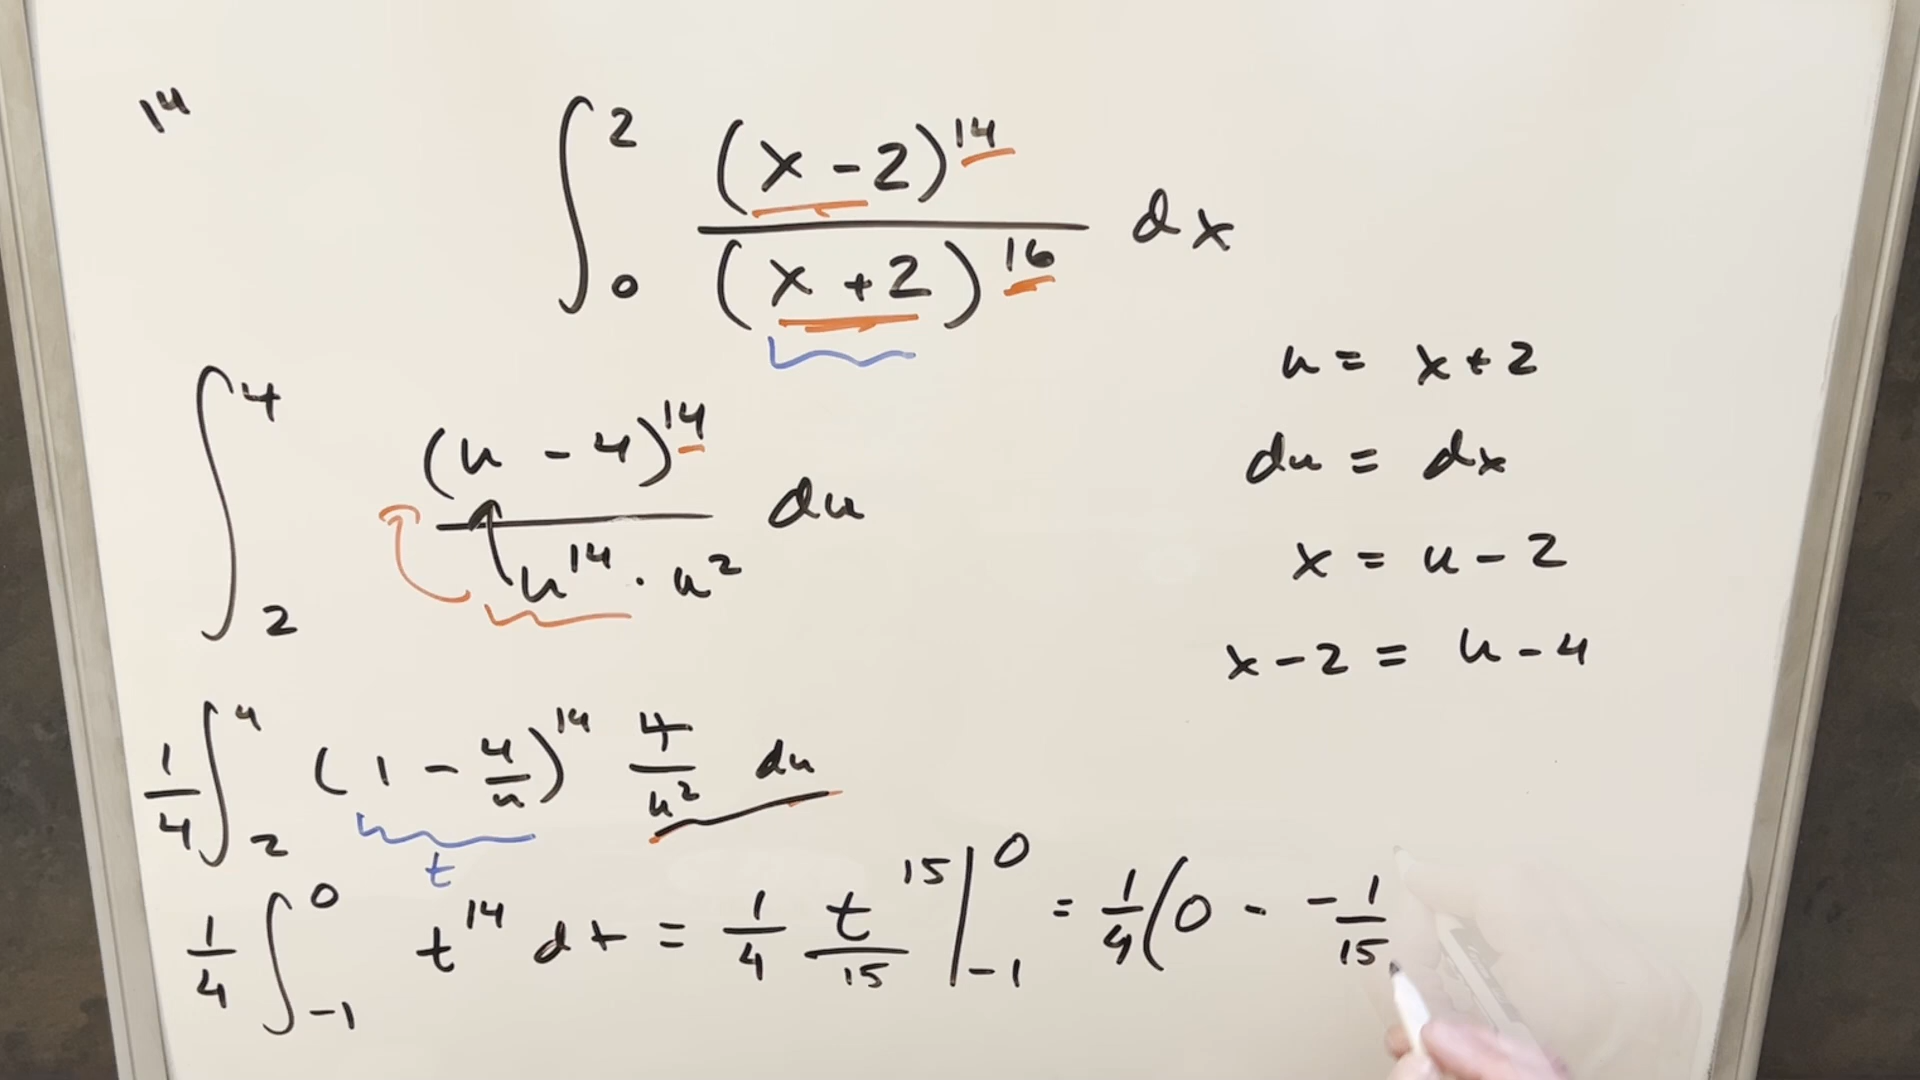 14
∫₀² (x-2)¹⁴/(x+2)¹⁶ dx
u = x+2
∫₂⁴ (u-4)¹⁴/(u¹⁴·u²) du
du = dx
x = u-2
x-2 = u-4
1/4 ∫₂⁴ (1-4/u)¹⁴ 4/u² du
t
1/4 ∫₋₁⁰ t¹⁴ dt = 1/4 t¹⁵/15 |₋₁⁰ = 1/4(0 - -1/15